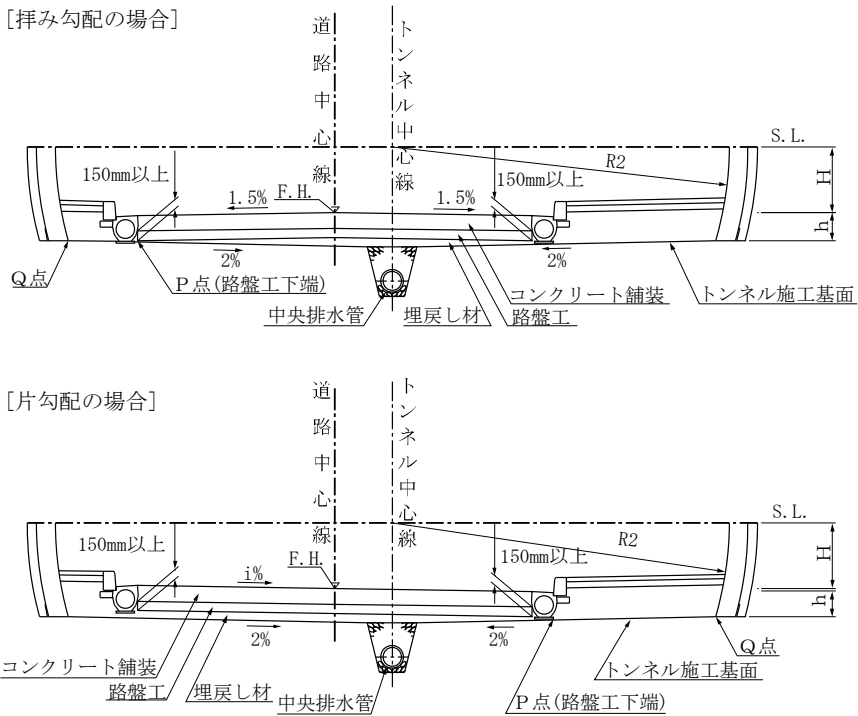 [拝み勾配の場合]
道路中心線
トンネル中心線
S.L.
150mm以上
R2
150mm以上
H
1.5%
F.H.
1.5%
h
2%
2%
Q点
P点(路盤工下端)
コンクリート舗装
トンネル施工基面
中央排水管
埋戻し材
路盤工
[片勾配の場合]
道路中心線
トンネル中心線
S.L.
150mm以上
R2
150mm以上
H
i%
F.H.
h
2%
2%
Q点
コンクリート舗装
トンネル施工基面
路盤工
埋戻し材
中央排水管
P点(路盤工下端)